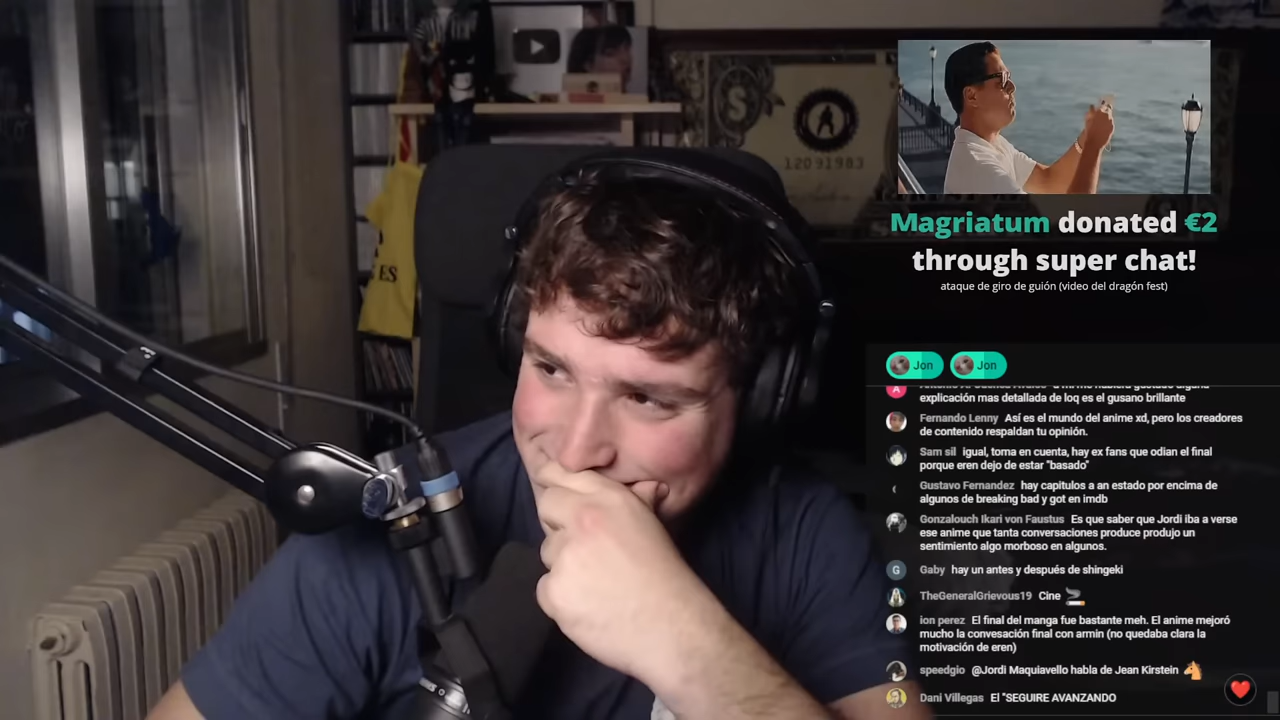 12091983
ES
Magriatum donated €2
through super chat!
ataque de giro de guión (video del dragón fest)
Jon
Jon
explicación mas detallada de loq es el gusano brillante
Fernando Lenny Así es el mundo del anime xd, pero los creadores
de contenido respaldan tu opinión.
Sam sil igual, toma en cuenta, hay ex fans que odian el final
porque eren dejo de estar "basado"
Gustavo Fernandez hay capitulos a an estado por encima de
algunos de breaking bad y got en imdb
Gonzalouch Ikari von Faustus Es que saber que Jordi iba a verse
ese anime que tanta conversaciones produce produjo un
sentimiento algo morboso en algunos.
G
Gaby hay un antes y después de shingeki
TheGeneralGrievous19 Cine
ion perez El final del manga fue bastante meh. El anime mejoró
mucho la convesación final con armin (no quedaba clara la
motivación de eren)
speedgio @Jordi Maquiavello habla de Jean Kirstein
Dani Villegas El "SEGUIRE AVANZANDO